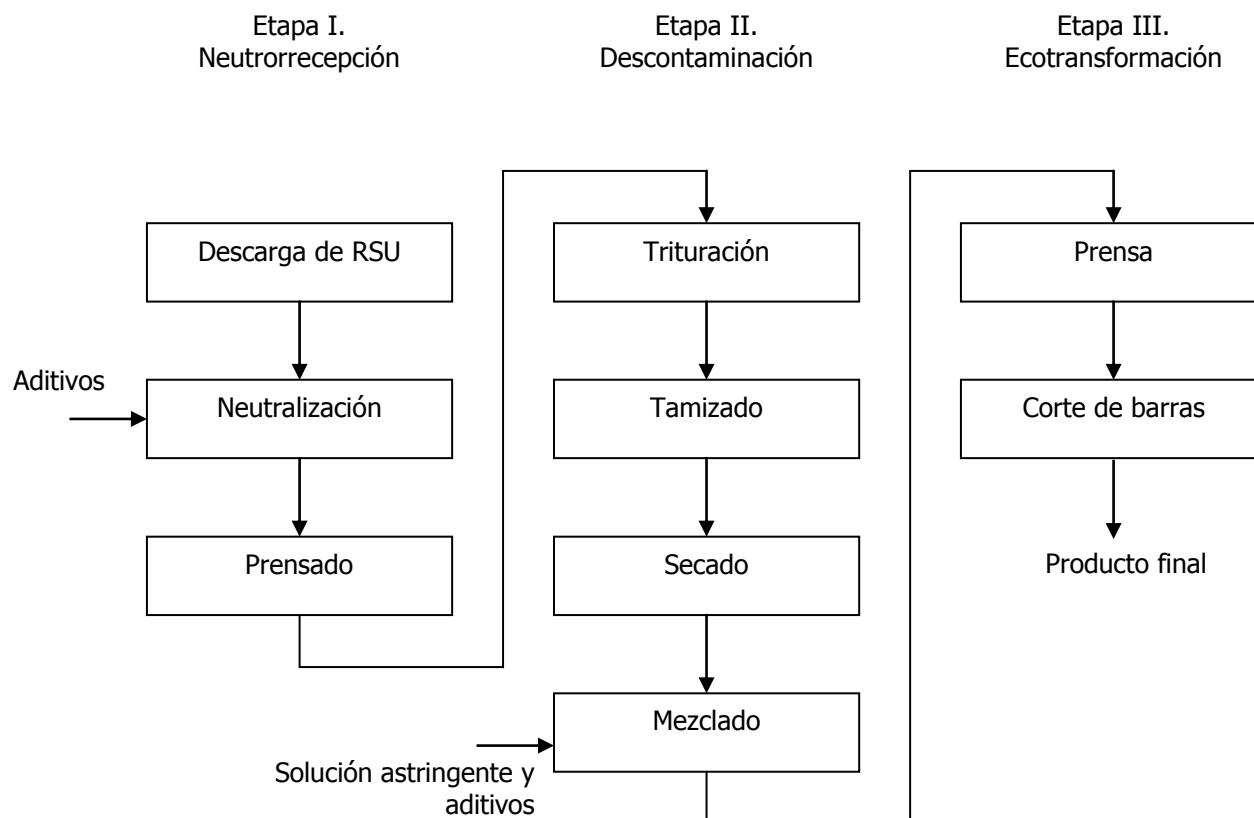 Etapa I.
Neutrorrecepción
Etapa II.
Descontaminación
Etapa III.
Ecotransformación
Descarga de RSU
Aditivos
Neutralización
Prensado
Trituración
Tamizado
Secado
Mezclado
Solución astringente y
aditivos
Prensa
Corte de barras
Producto final